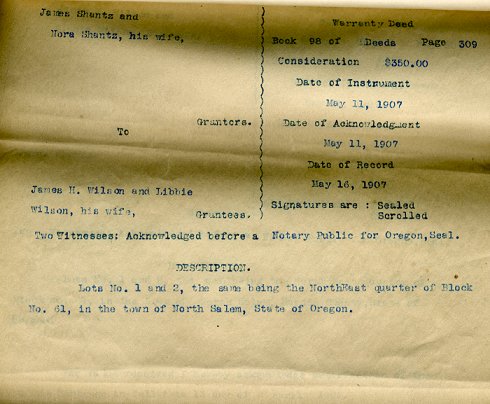 James Shantz and
Nora Shantz, his wife,
Grantors.
To
James H. Wilson and Libbie
Wilson, his wife,
Grantees.
Warranty Deed
Book 98 of Deeds Page 309
Consideration $350.00
Date of Instrument
May 11, 1907
Date of Acknowledgment
May 11, 1907
Date of Record
May 16, 1907
Signatures are : Sealed
Scrolled
Two Witnesses: Acknowledged before a Notary Public for Oregon,Seal.
DESCRIPTION.
Lots No. 1 and 2, the same being the NorthEast quarter of Block
No. 61, in the town of North Salem, State of Oregon.